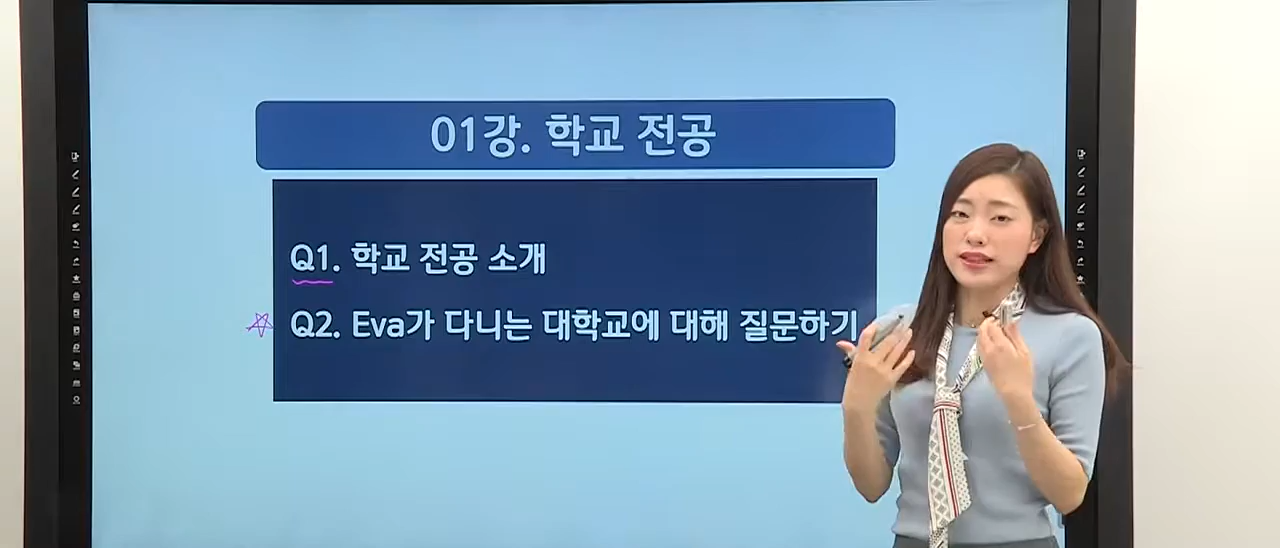 01강. 학교 전공
Q1. 학교 전공 소개
Q2. Eva가 다니는 대학교에 대해 질문하기